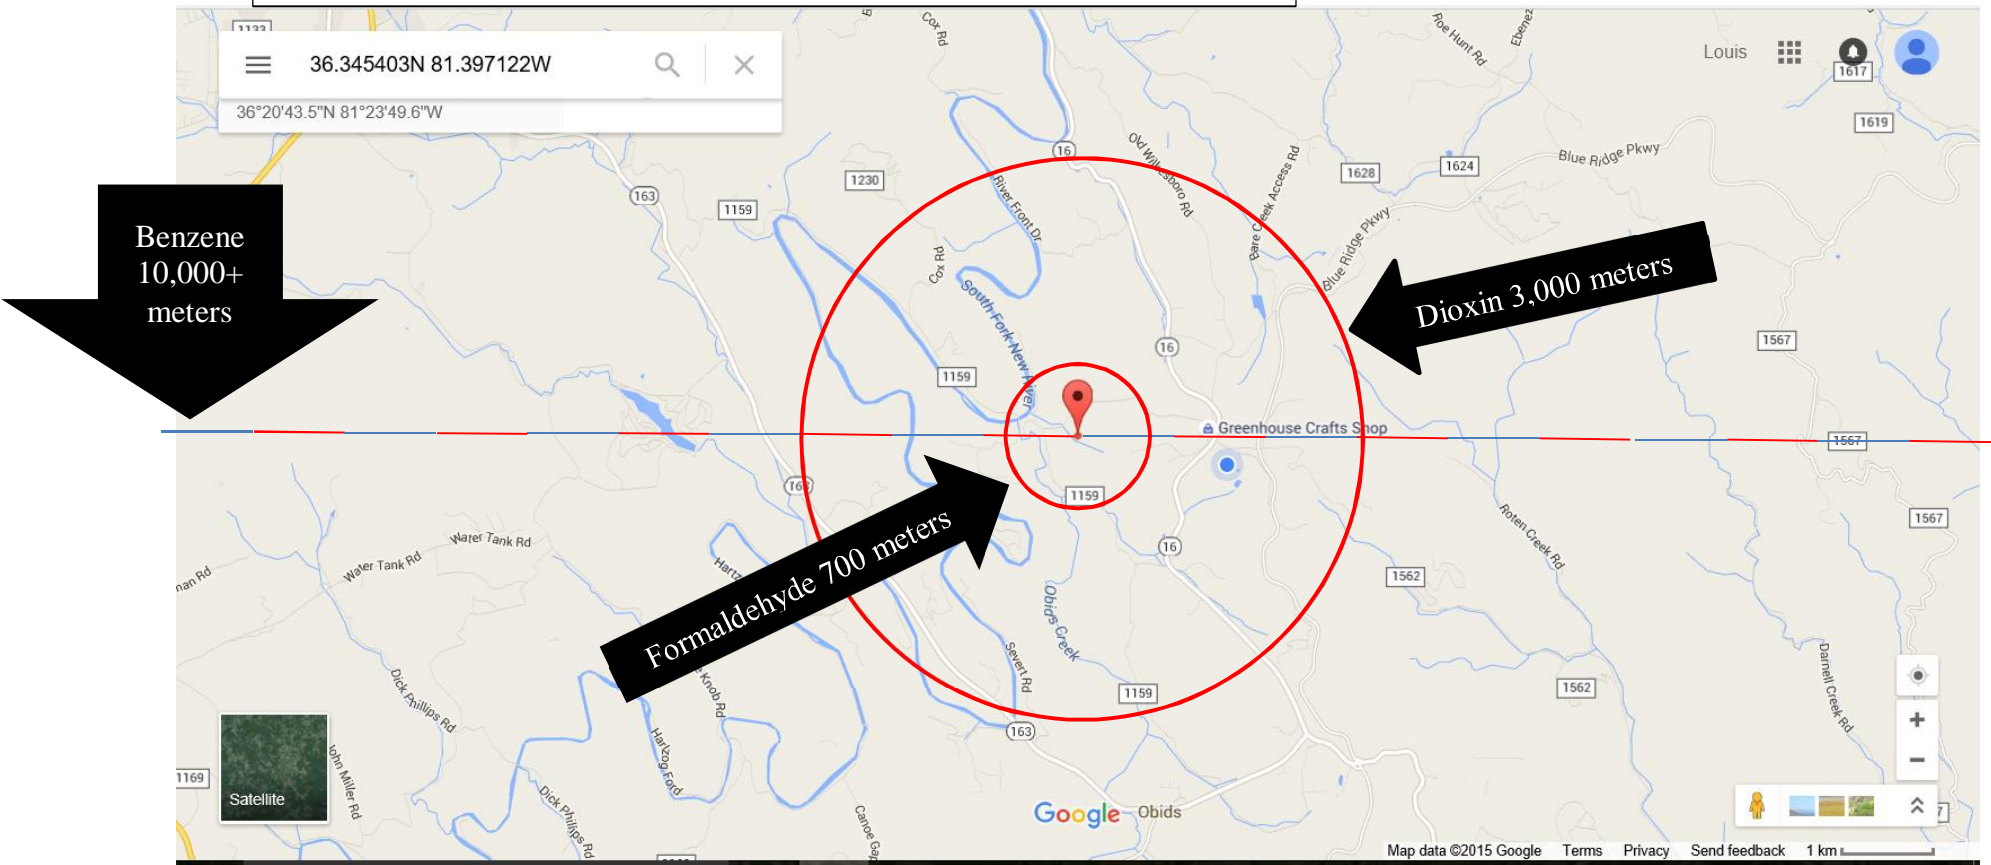 1133
36.345403N 81.397122W
36°20'43.5"N 81°23'49.6"W
Cox Rd
Roe Hunt Rd
Louis
1617
1619
16
Old Wilkesboro Rd
Bare Creek Access Rd
1628
1624
Blue Ridge Pkwy
1230
163
1159
River Front Dr
Blue Ridge Pkwy
Benzene
10,000+
meters
Cox Rd
South Fork New River
Dioxin 3,000 meters
16
1567
1159
Greenhouse Crafts Shop
1567
1159
1567
Water Tank Rd
Water Tank Rd
Formaldehyde 700 meters
16
Roten Creek Rd
1562
Obids Creek
Severt Rd
Dick Phillips Rd
Knob Rd
1159
1562
Darnell Creek Rd
163
Hartzog Ford
1169
John Miller Rd
Satellite
Dick Phillips Rd
Canoe Gap
Google
Obids
Map data ©2015 Google Terms Privacy Send feedback 1 km